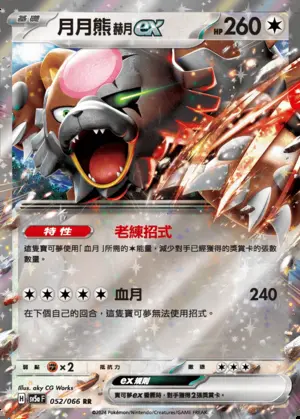 基礎 月月熊 赫月 ex HP 260
特性 老練招式
這隻寶可夢使用「血月」所需的能量,減少對手已經獲得的獎賞卡的張數
數量。
血月 240
在下個自己的回合,這隻寶可夢無法使用招式。
弱點 ×2 抵抗力 撤退
Illus. aky CG Works
ex規則
寶可夢ex昏厥時,對手獲得2張獎賞卡。
H SV5a F 052/066 RR
©2024 Pokémon/Nintendo/Creatures/GAME FREAK.